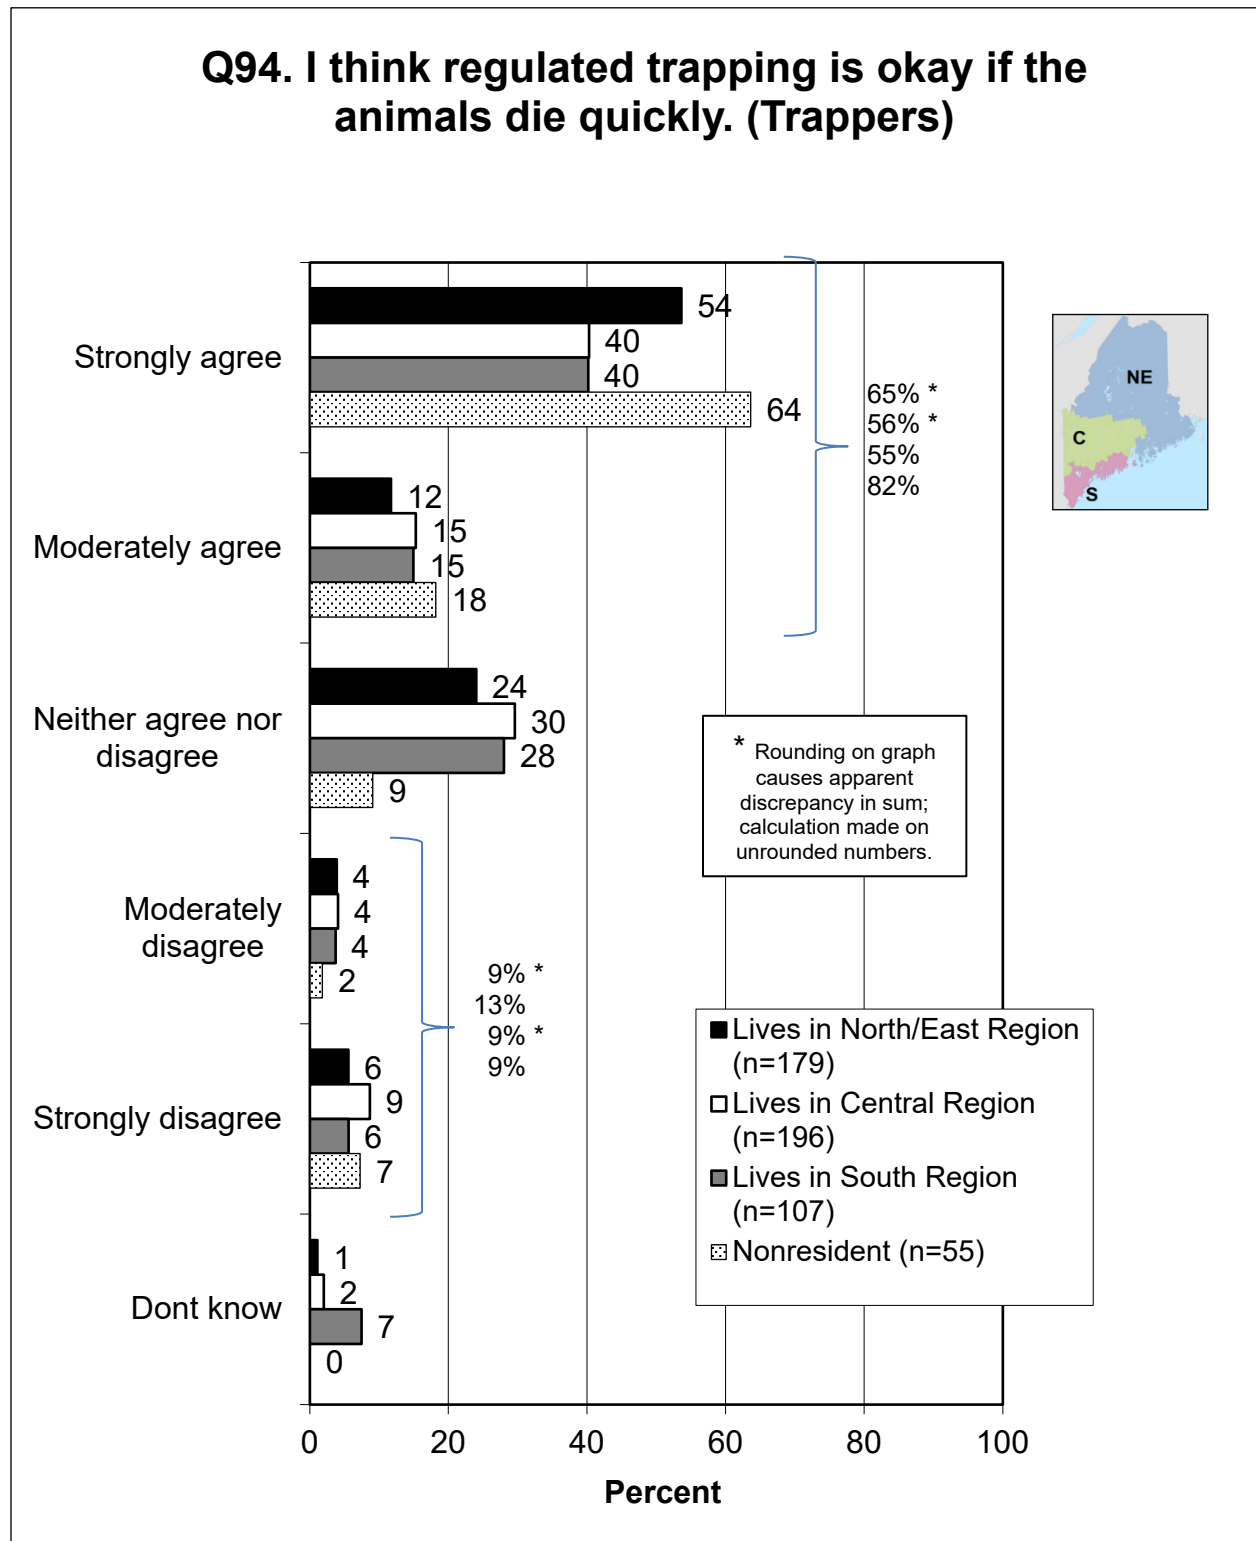 Q94. I think regulated trapping is okay if the
animals die quickly. (Trappers)
Strongly agree
54
40
40
64
65% *
56% *
55%
82%
NE
C
S
Moderately agree
12
15
15
18
Neither agree nor
disagree
24
30
28
9
* Rounding on graph
causes apparent
discrepancy in sum;
calculation made on
unrounded numbers.
Moderately
disagree
4
4
4
2
9% *
13%
9% *
9%
Strongly disagree
6
9
6
7
Lives in North/East Region
(n=179)
Lives in Central Region
(n=196)
Lives in South Region
(n=107)
Nonresident (n=55)
Dont know
1
2
7
0
0 20 40 60 80 100
Percent